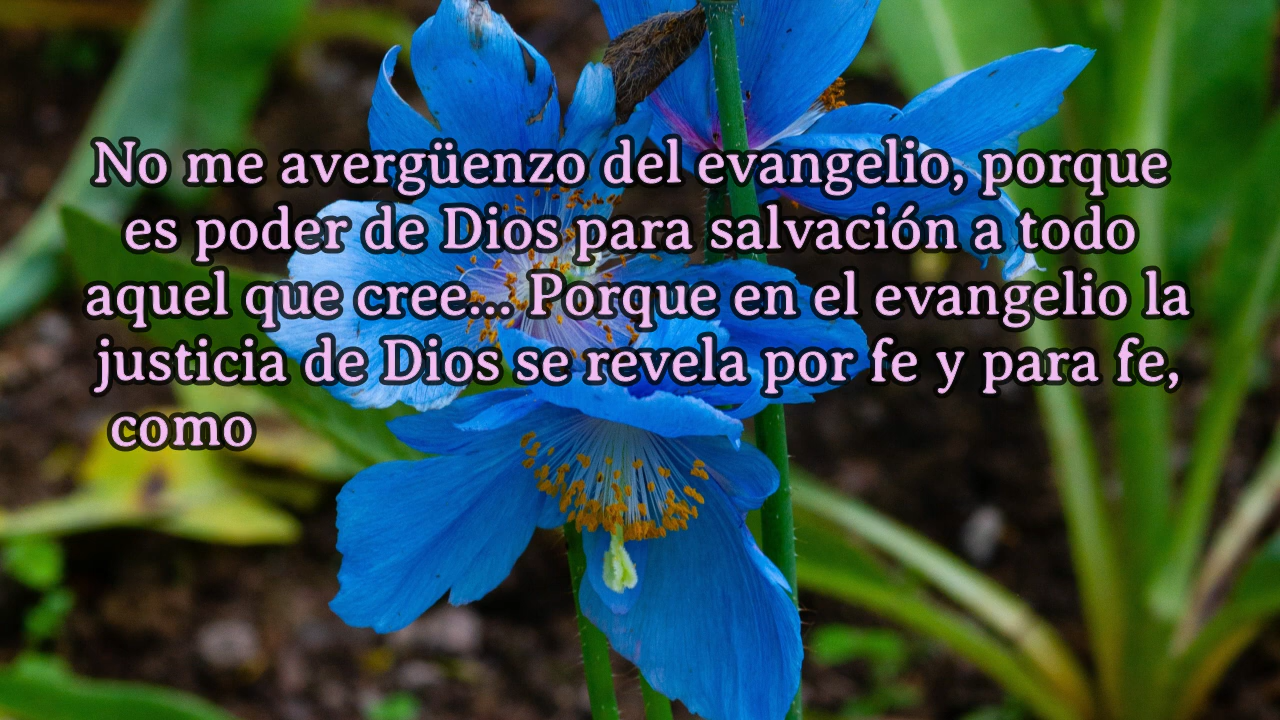 No me avergüenzo del evangelio, porque
es poder de Dios para salvación a todo
aquel que cree... Porque en el evangelio la
justicia de Dios se revela por fe y para fe,
como